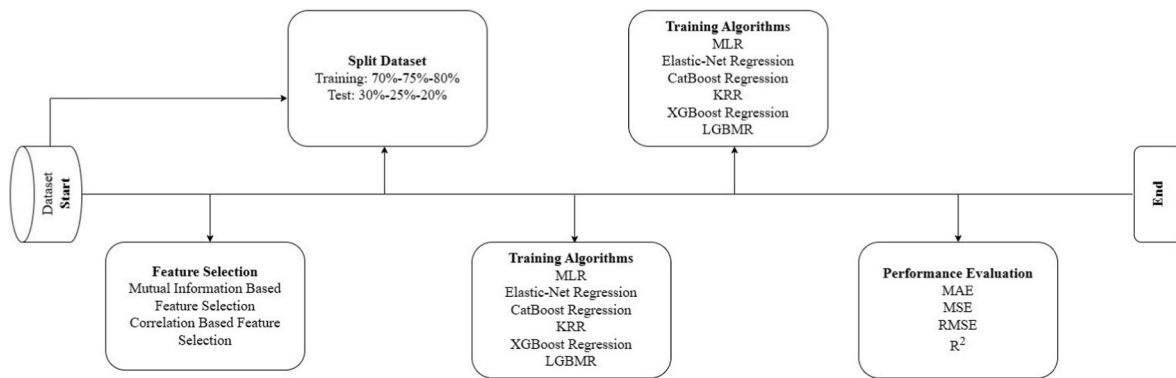 Dataset
Start
Split Dataset
Training: 70%-75%-80%
Test: 30%-25%-20%
Training Algorithms
MLR
Elastic-Net Regression
CatBoost Regression
KRR
XGBoost Regression
LGBMR
Feature Selection
Mutual Information Based
Feature Selection
Correlation Based Feature
Selection
Training Algorithms
MLR
Elastic-Net Regression
CatBoost Regression
KRR
XGBoost Regression
LGBMR
Performance Evaluation
MAE
MSE
RMSE
R²
End